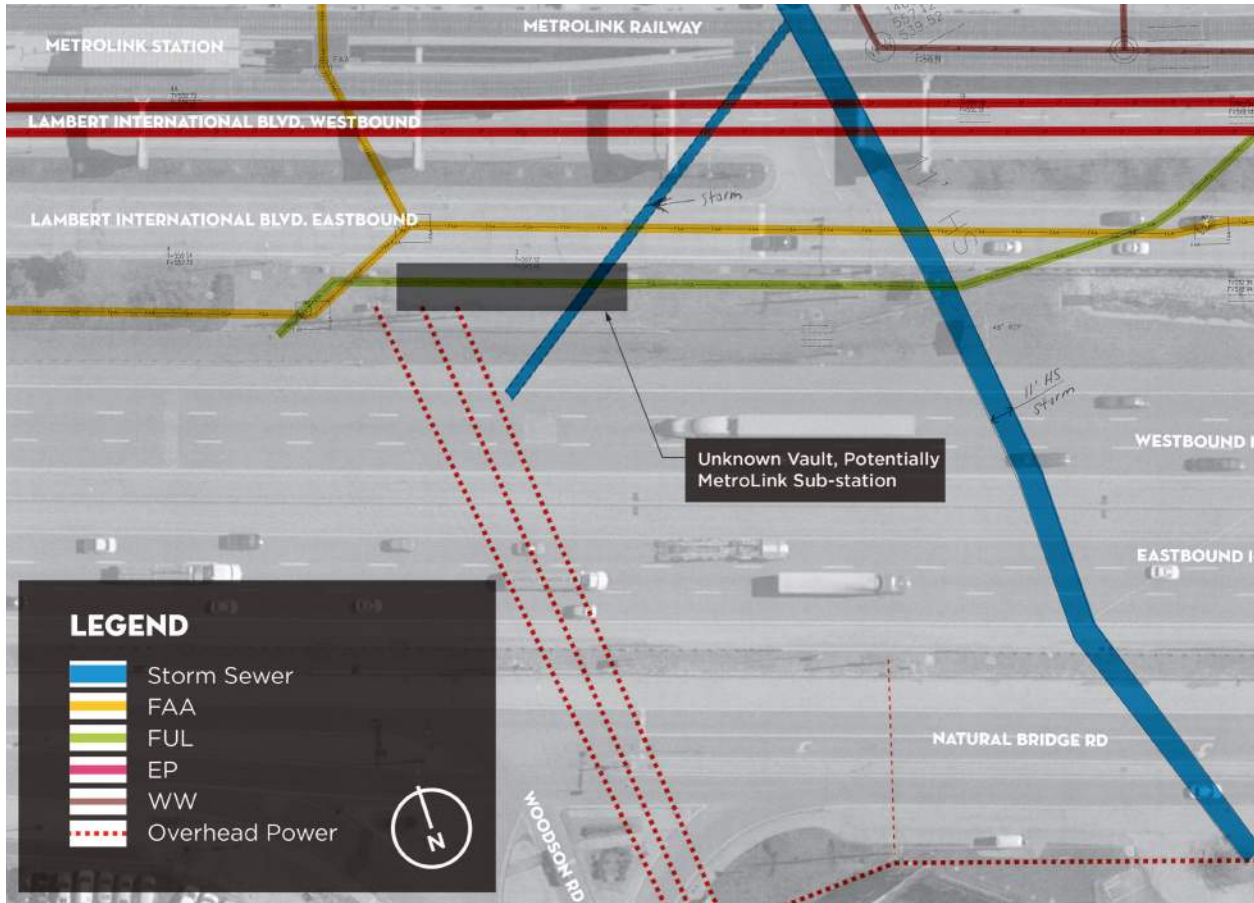 METROLINK RAILWAY
METROLINK STATION
FAA
LAMBERT INTERNATIONAL BLVD. WESTBOUND
storm
LAMBERT INTERNATIONAL BLVD. EASTBOUND
11' HS
storm
WESTBOUND I
Unknown Vault, Potentially
MetroLink Sub-station
EASTBOUND I
LEGEND
Storm Sewer
FAA
FUL
EP
WW
Overhead Power
N
NATURAL BRIDGE RD
WOODSON RD